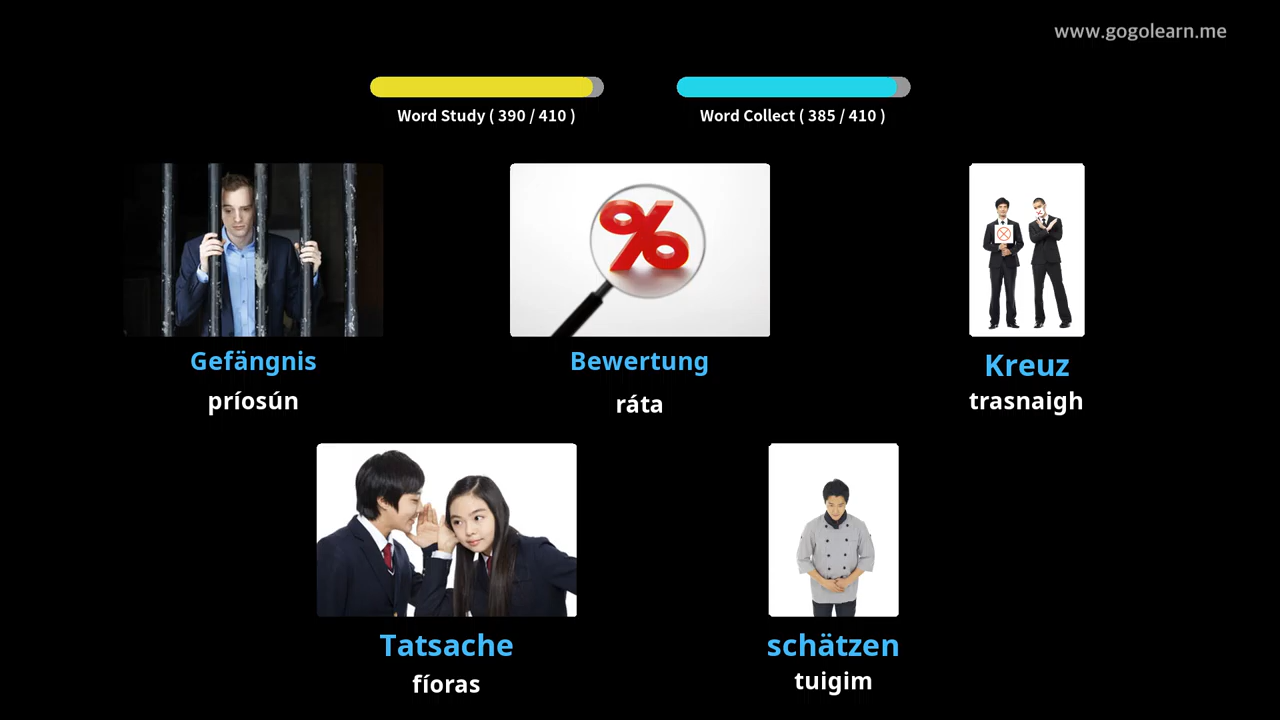 www.gogolearn.me
Word Study ( 390 / 410 )
Word Collect ( 385 / 410 )
Gefängnis
príosún
Bewertung
ráta
Kreuz
trasnaigh
Tatsache
fíoras
schätzen
tuigim